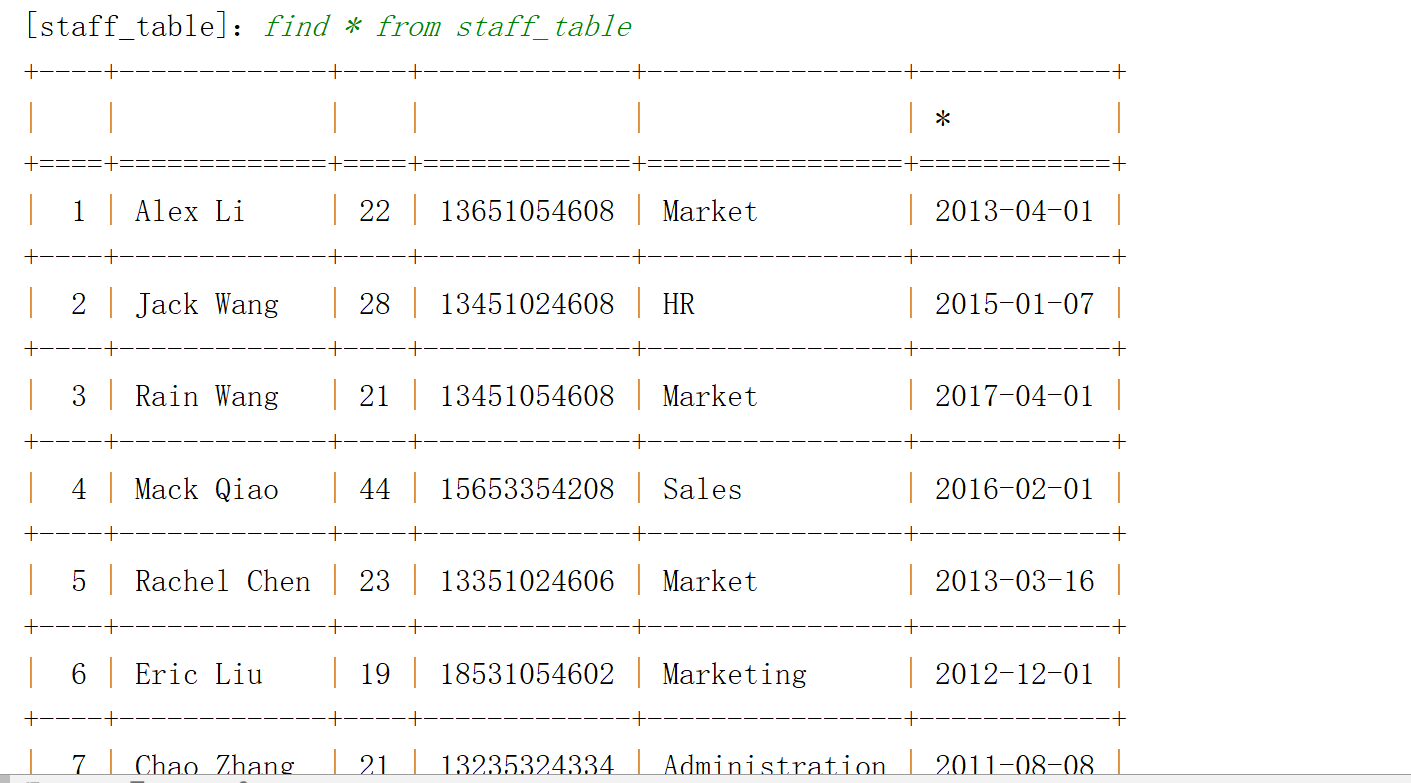 [staff_table]：find * from staff_table
+----+-------------+----+-------------+----------------+------------+
|    |             |    |             |                | *          |
+====+=============+====+=============+================+============+
|  1 | Alex Li     | 22 | 13651054608 | Market         | 2013-04-01 |
+----+-------------+----+-------------+----------------+------------+
|  2 | Jack Wang   | 28 | 13451024608 | HR             | 2015-01-07 |
+----+-------------+----+-------------+----------------+------------+
|  3 | Rain Wang   | 21 | 13451054608 | Market         | 2017-04-01 |
+----+-------------+----+-------------+----------------+------------+
|  4 | Mack Qiao   | 44 | 15653354208 | Sales          | 2016-02-01 |
+----+-------------+----+-------------+----------------+------------+
|  5 | Rachel Chen | 23 | 13351024606 | Market         | 2013-03-16 |
+----+-------------+----+-------------+----------------+------------+
|  6 | Eric Liu    | 19 | 18531054602 | Marketing      | 2012-12-01 |
+----+-------------+----+-------------+----------------+------------+
|  7 | Chao Zhang  | 21 | 13235324334 | Administration | 2011-08-08 |